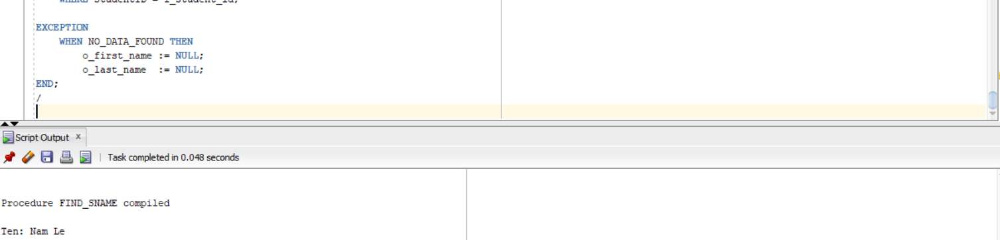 WHERE StudentID = i_student_id;
EXCEPTION
WHEN NO_DATA_FOUND THEN
o_first_name := NULL;
o_last_name := NULL;
END;
/
Script Output x
Task completed in 0.048 seconds
Procedure FIND_SNAME compiled
Ten: Nam Le